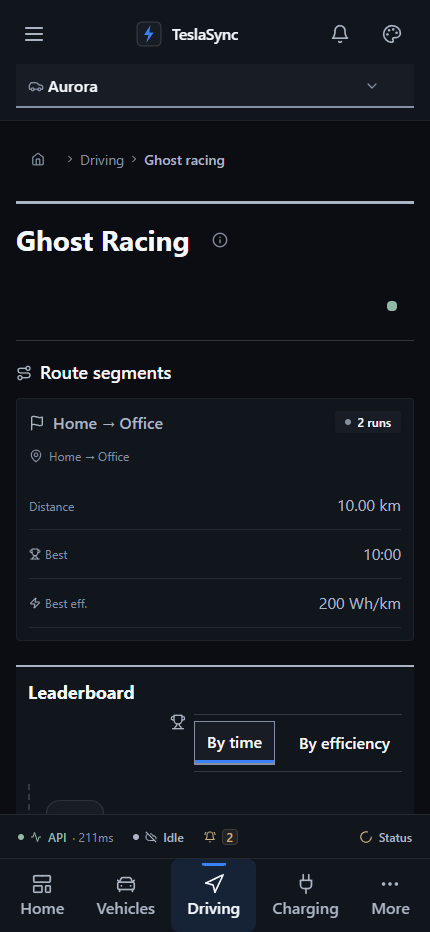 TeslaSync
Aurora
Driving
Ghost racing
Ghost Racing
Route segments
Home → Office
2 runs
Home → Office
Distance
10.00 km
Best
10:00
Best eff.
200 Wh/km
Leaderboard
By time
By efficiency
API · 211ms
Idle
2
Status
Home
Vehicles
Driving
Charging
More